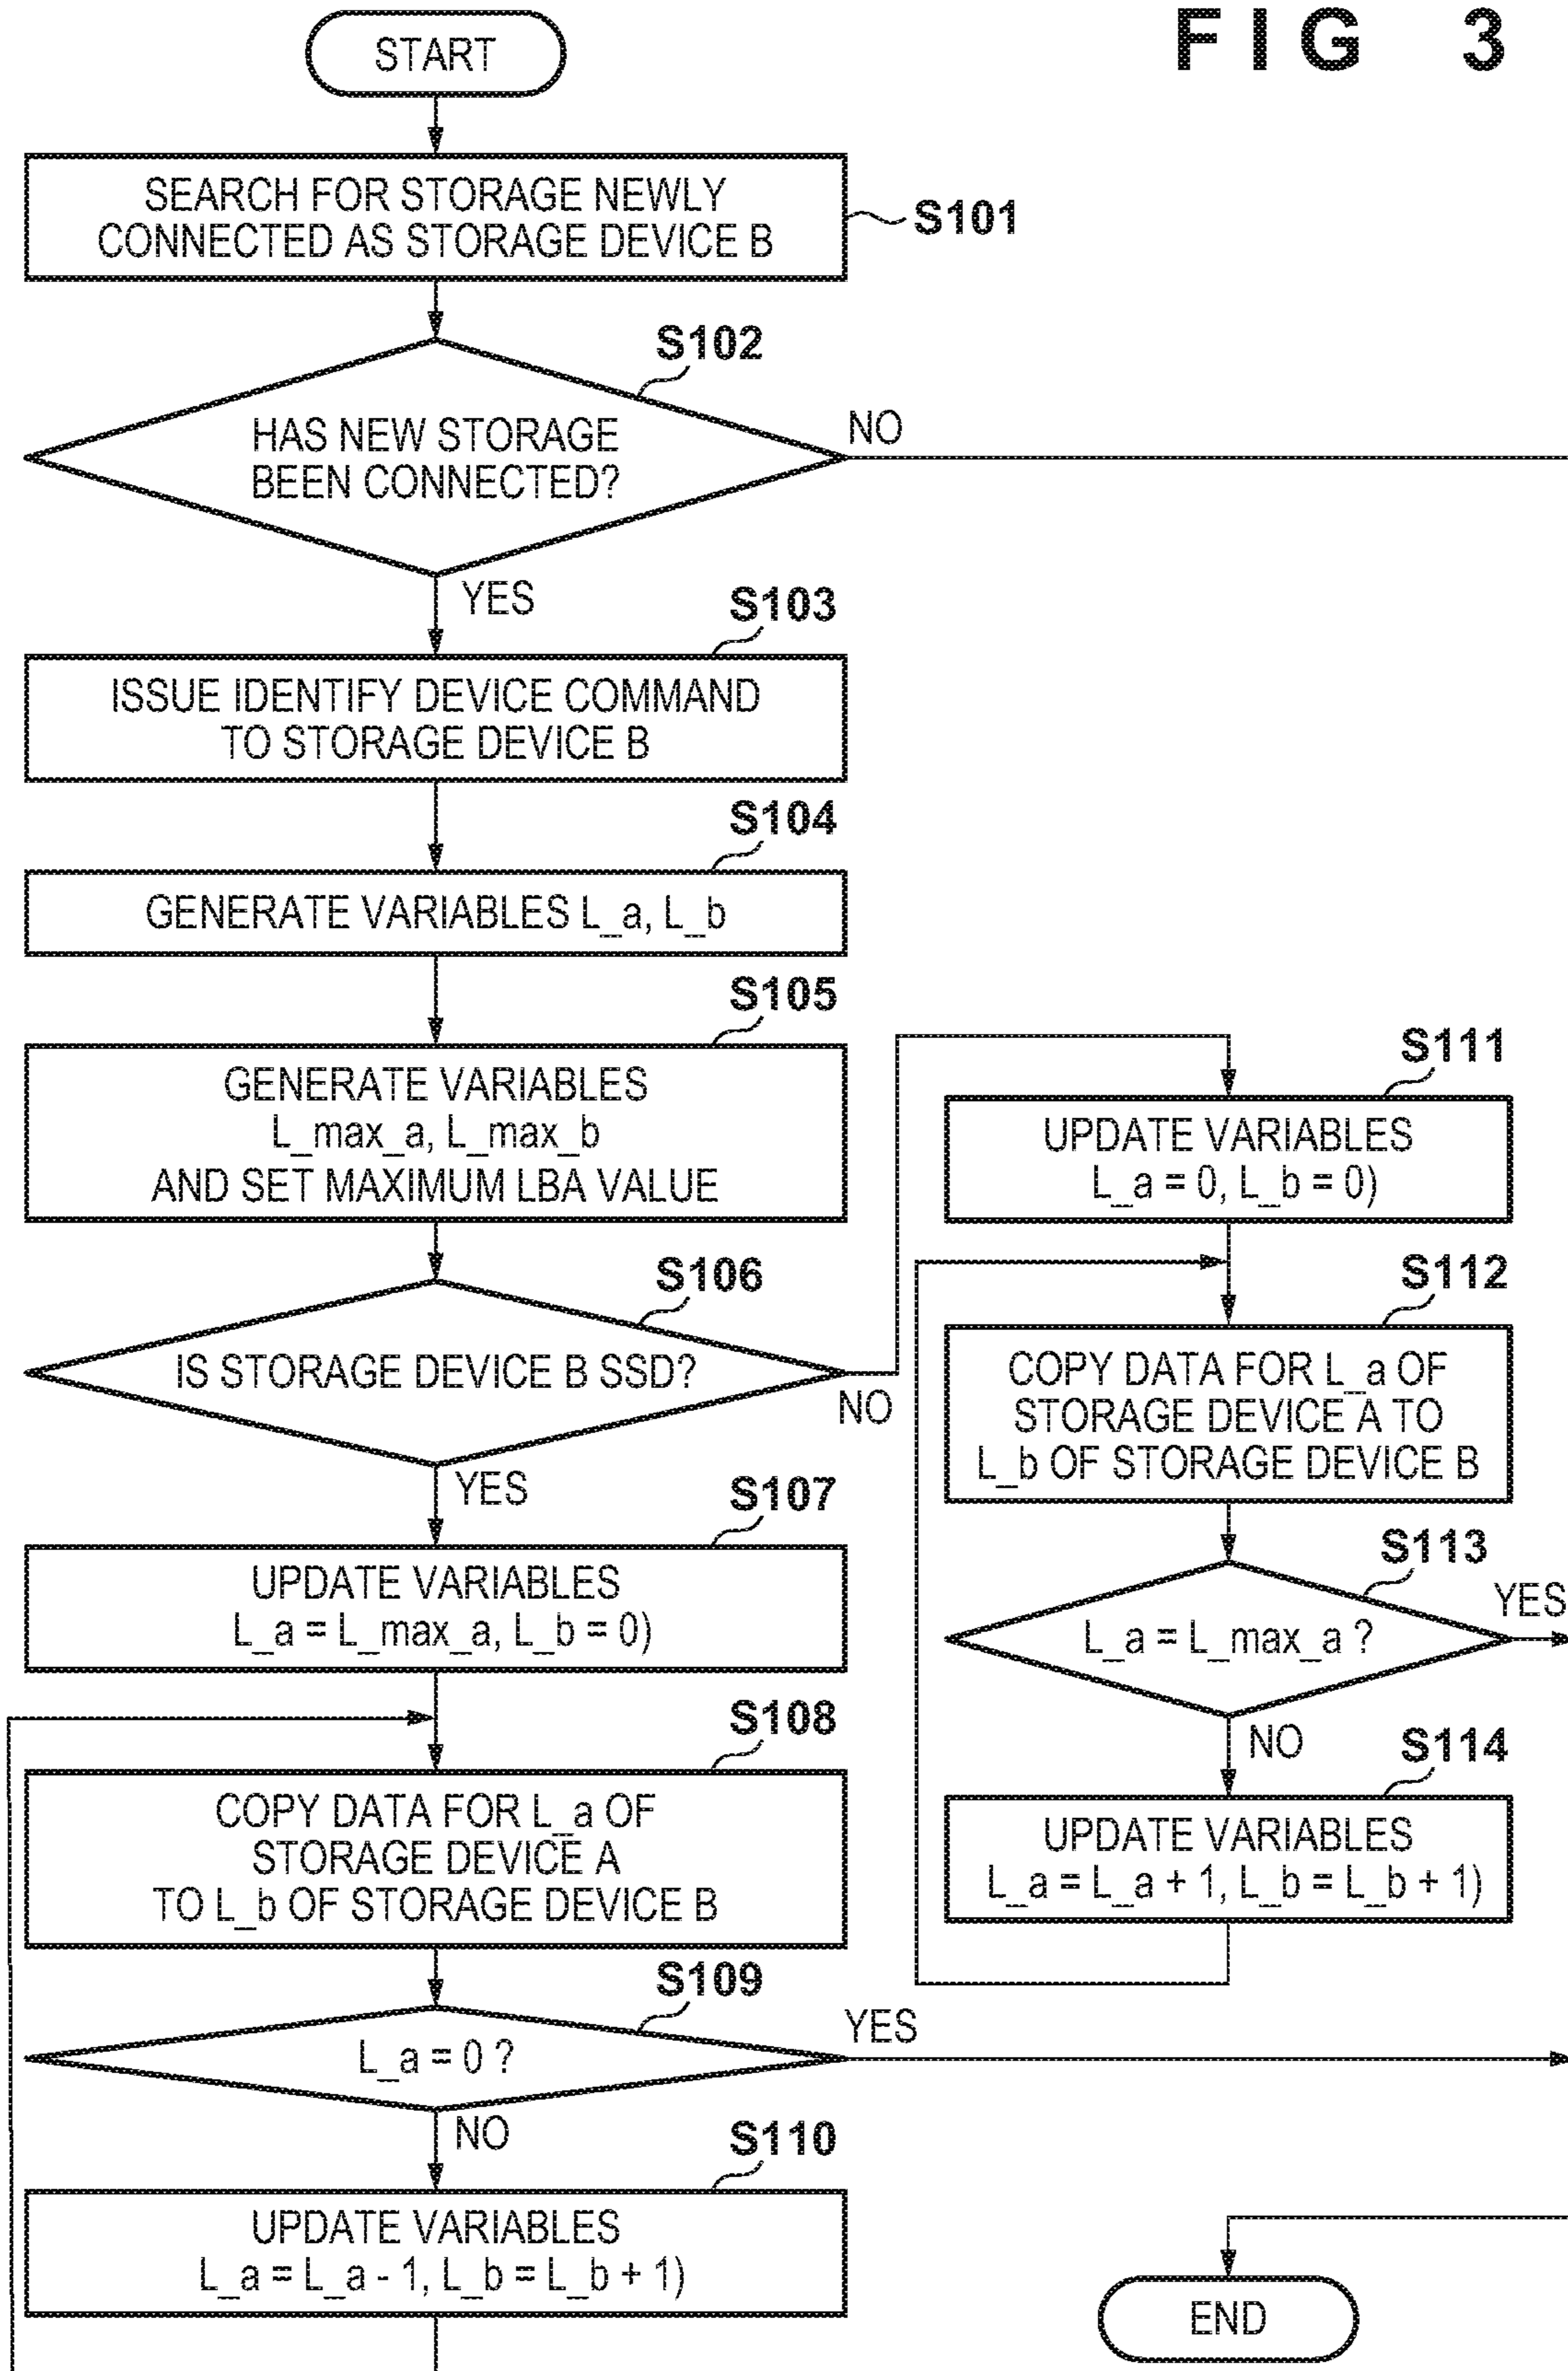 FIG 3
START
SEARCH FOR STORAGE NEWLY
CONNECTED AS STORAGE DEVICE B
S101
S102
HAS NEW STORAGE
BEEN CONNECTED?
NO
YES
S103
ISSUE IDENTIFY DEVICE COMMAND
TO STORAGE DEVICE B
S104
GENERATE VARIABLES L_a, L_b
S105
GENERATE VARIABLES
L_max_a, L_max_b
AND SET MAXIMUM LBA VALUE
S106
IS STORAGE DEVICE B SSD?
NO
YES
S107
UPDATE VARIABLES
L_a = L_max_a, L_b = 0)
S108
COPY DATA FOR L_a OF
STORAGE DEVICE A
TO L_b OF STORAGE DEVICE B
S109
L_a = 0 ?
YES
NO
S110
UPDATE VARIABLES
L_a = L_a - 1, L_b = L_b + 1)
S111
UPDATE VARIABLES
L_a = 0, L_b = 0)
S112
COPY DATA FOR L_a OF
STORAGE DEVICE A TO
L_b OF STORAGE DEVICE B
S113
L_a = L_max_a ?
YES
NO
S114
UPDATE VARIABLES
L_a = L_a + 1, L_b = L_b + 1)
END